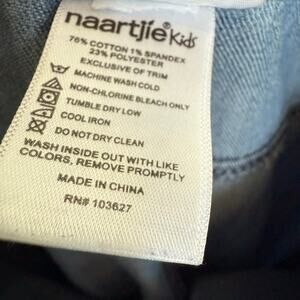 naartjie Kids
76% COTTON 1% SPANDEX
23% POLYESTER
EXCLUSIVE OF TRIM
MACHINE WASH COLD
NON-CHLORINE BLEACH ONLY
TUMBLE DRY LOW
COOL IRON
DO NOT DRY CLEAN
WASH INSIDE OUT WITH LIKE
COLORS, REMOVE PROMPTLY
MADE IN CHINA
RN# 103627